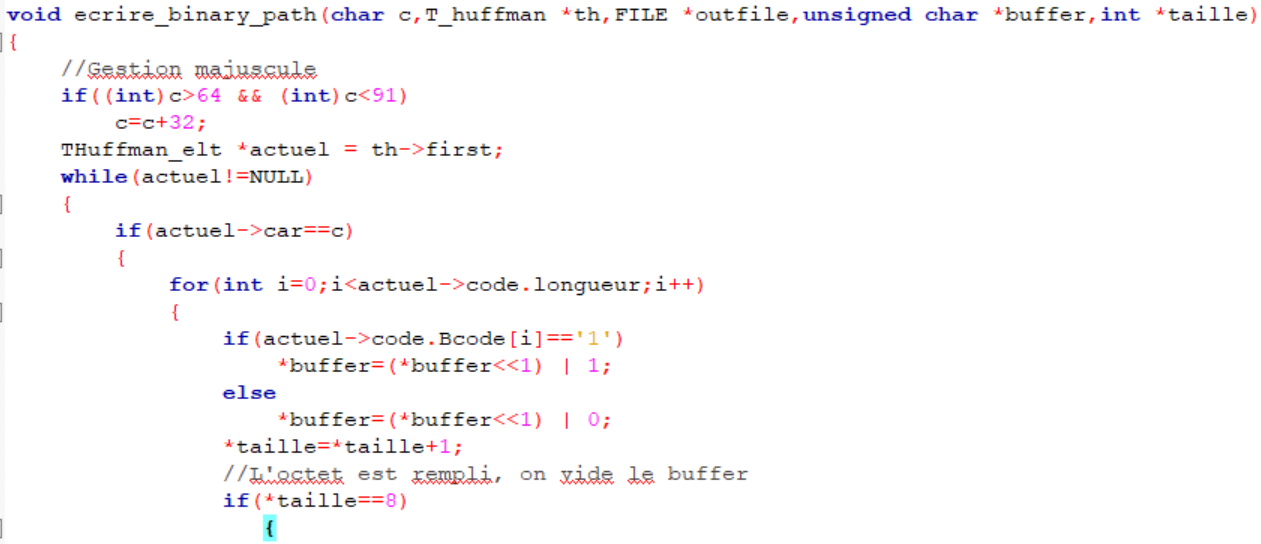 void ecrire_binary_path(char c,T_huffman *th,FILE *outfile,unsigned char *buffer,int *taille)
{
    //Gestion majuscule
    if((int)c>64 && (int)c<91)
        c=c+32;
    THuffman_elt *actuel = th->first;
    while(actuel!=NULL)
    {
        if(actuel->car==c)
        {
            for(int i=0;i<actuel->code.longueur;i++)
            {
                if(actuel->code.Bcode[i]=='1')
                    *buffer=(*buffer<<1) | 1;
                else
                    *buffer=(*buffer<<1) | 0;
                *taille=*taille+1;
                //L'octet est rempli, on vide le buffer
                if(*taille==8)
                   {